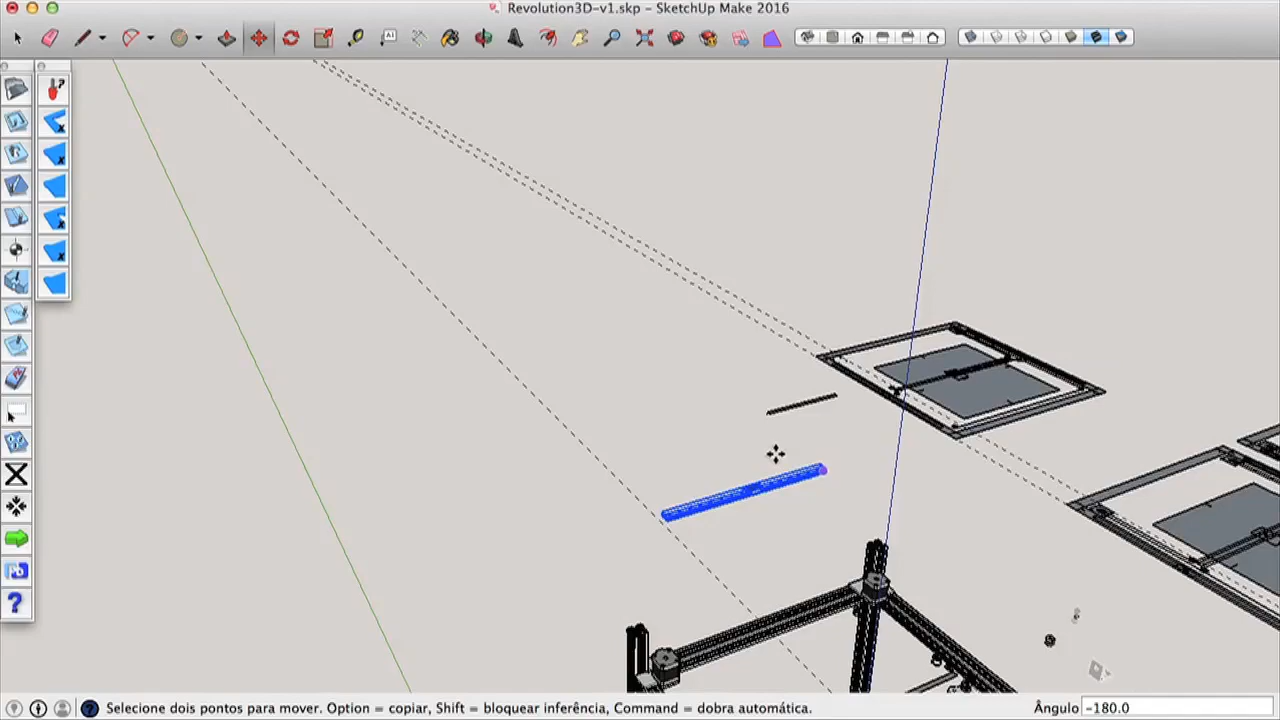 Revolution3D-v1.skp - SketchUp Make 2016
Selecione dois pontos para mover. Option = copiar, Shift = bloquear inferência, Command = dobra automática.
Ângulo -180.0